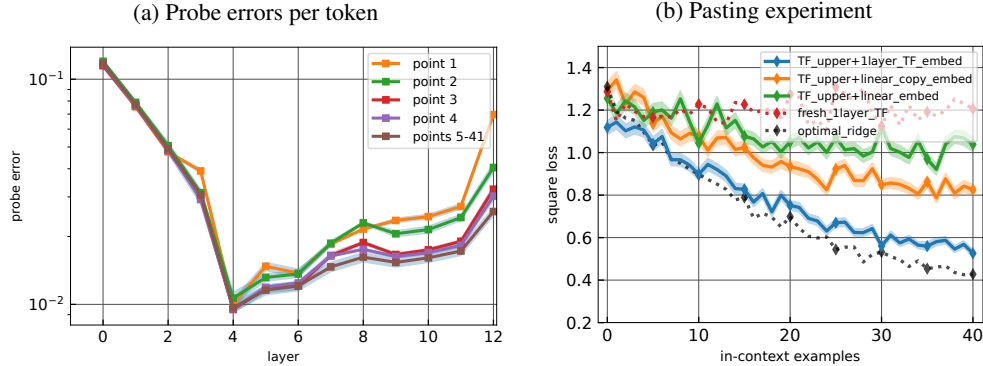 (a) Probe errors per token
10⁻¹
10⁻²
probe error
0 2 4 6 8 10 12
layer
point 1
point 2
point 3
point 4
points 5-41
(b) Pasting experiment
1.4
1.2
1.0
0.8
0.6
0.4
0.2
square loss
0 10 20 30 40
in-context examples
TF_upper+1layer_TF_embed
TF_upper+linear_copy_embed
TF_upper+linear_embed
fresh_1layer_TF
optimal_ridge